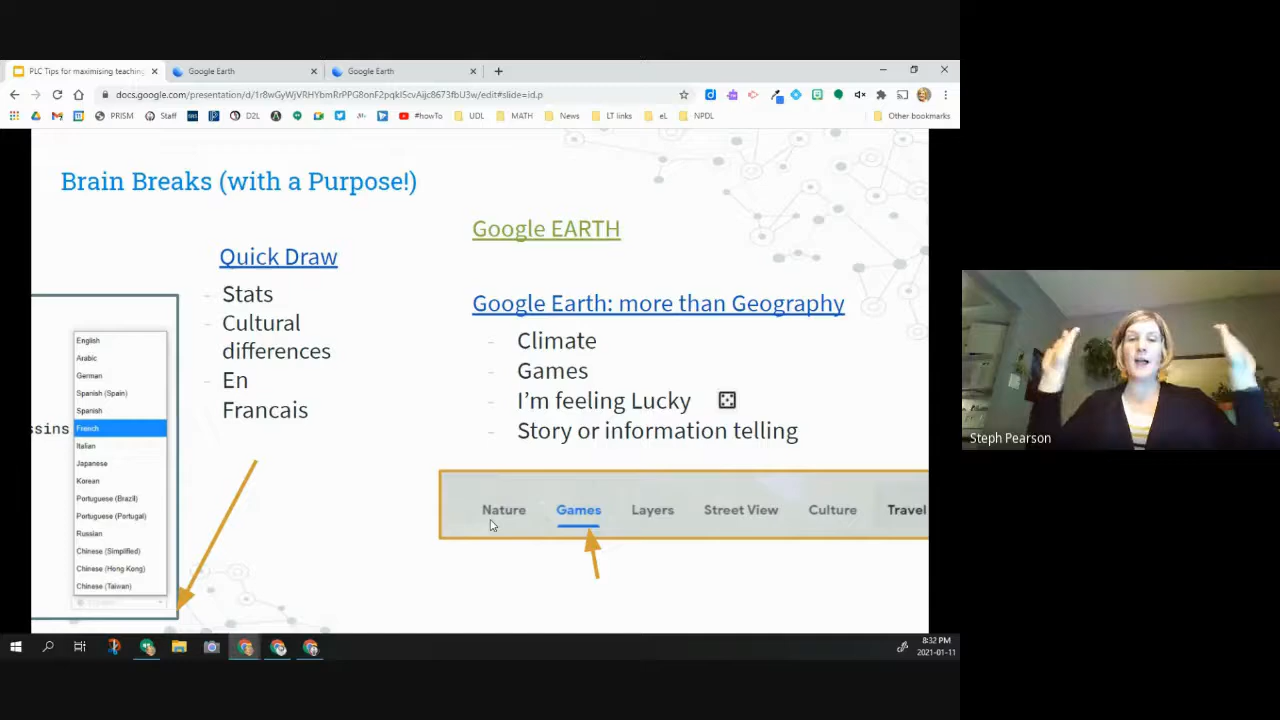 PLC Tips for maximising teaching
Google Earth
Google Earth
docs.google.com/presentation/d/1r8wGyWjVRHYbmRrPPG8onF2pqkIScvAijc8673fbU3w/edit#slide=id.p
PRISM
Staff
D2L
#howTo
UDL
MATH
News
LT links
eL
NPDL
Other bookmarks
Brain Breaks (with a Purpose!)
Quick Draw
- Stats
- Cultural
differences
- En
Francais
ssins
English
Arabic
German
Spanish (Spain)
Spanish
French
Italian
Japanese
Korean
Portuguese (Brazil)
Portuguese (Portugal)
Russian
Chinese (Simplified)
Chinese (Hong Kong)
Chinese (Taiwan)
Google EARTH
Google Earth: more than Geography
- Climate
- Games
- I'm feeling Lucky
- Story or information telling
Nature Games Layers Street View Culture Travel
Steph Pearson
8:32 PM
2021-01-11